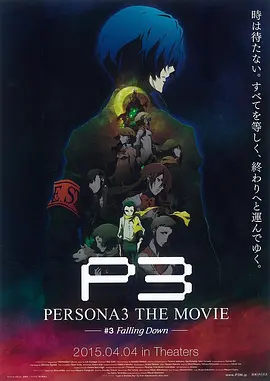 時は待たない。すべてを等しく、終わりへと運んでゆく。
E.S.
P3
PERSONA3 THE MOVIE
#3 Falling Down
2015.04.04 in Theaters